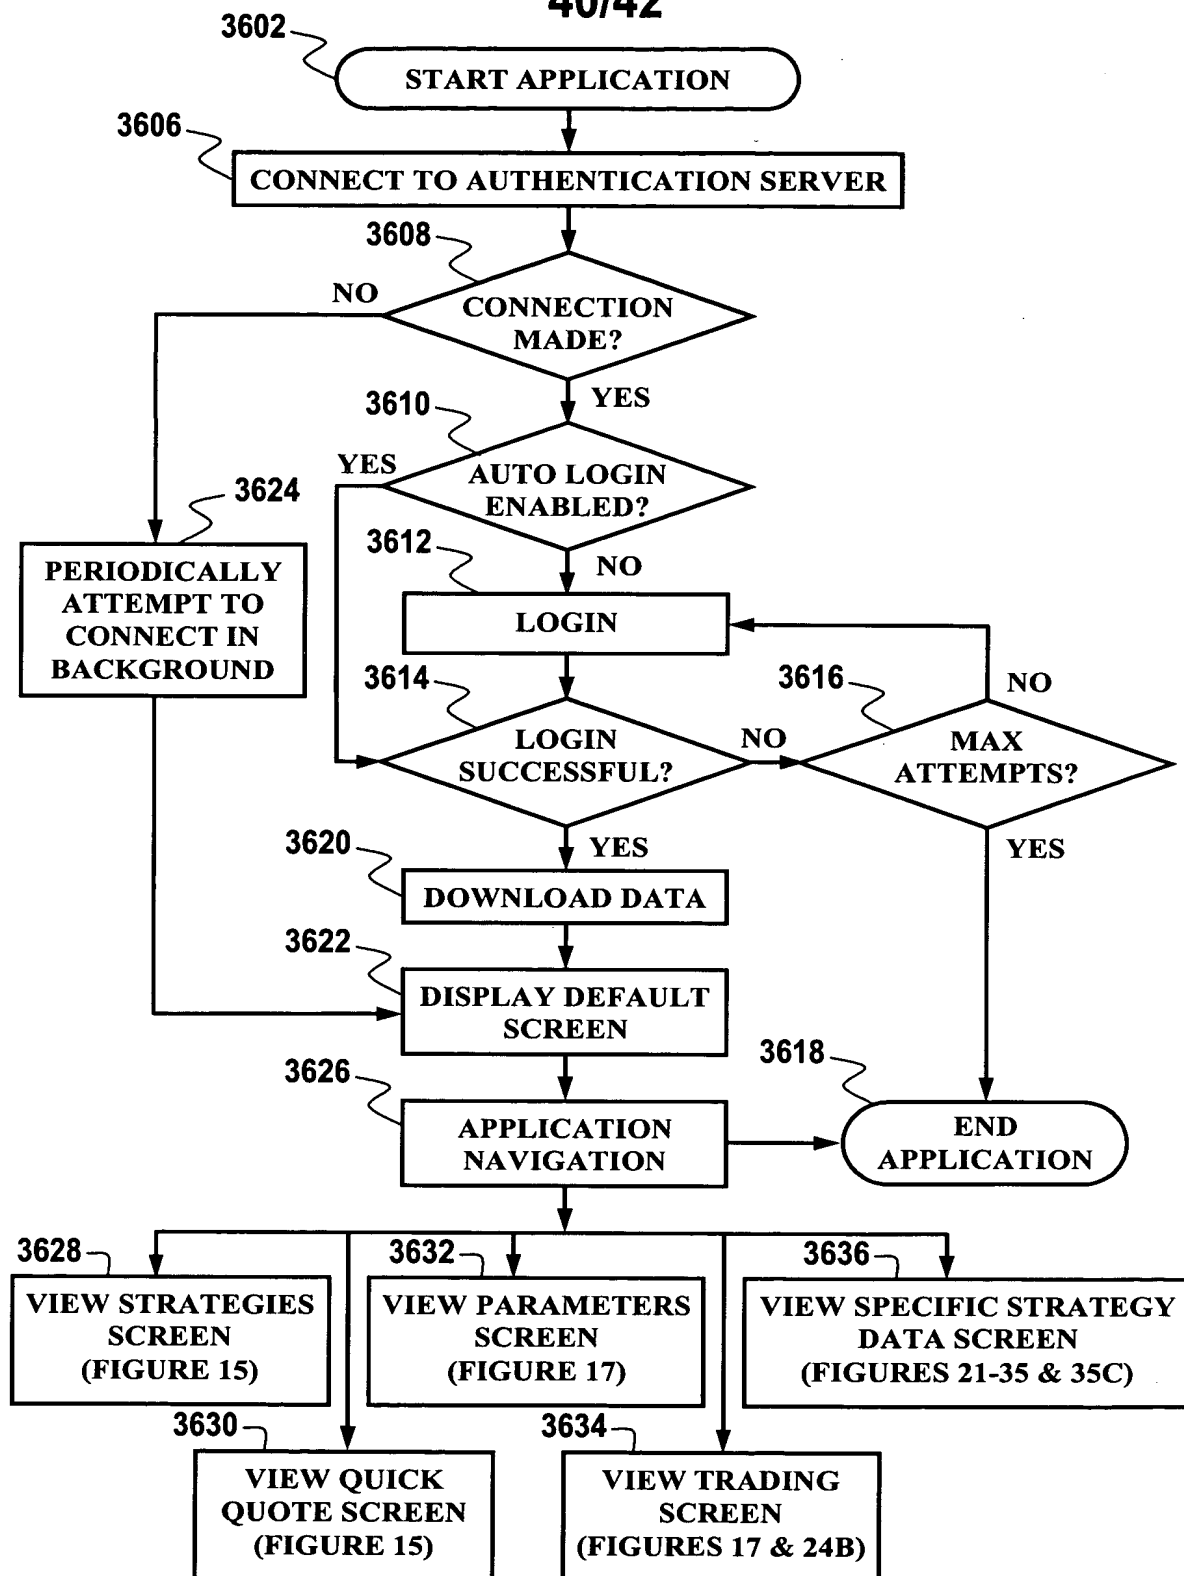 40/42
3602
START APPLICATION
3606
CONNECT TO AUTHENTICATION SERVER
3608
NO
CONNECTION
MADE?
YES
3610
YES
AUTO LOGIN
ENABLED?
3624
NO
3612
PERIODICALLY
ATTEMPT TO
CONNECT IN
BACKGROUND
LOGIN
3614
3616
NO
LOGIN
SUCCESSFUL?
NO
MAX
ATTEMPTS?
YES
YES
3620
DOWNLOAD DATA
3622
DISPLAY DEFAULT
SCREEN
3626
3618
APPLICATION
NAVIGATION
END
APPLICATION
3628
3632
3636
VIEW STRATEGIES
SCREEN
(FIGURE 15)
VIEW PARAMETERS
SCREEN
(FIGURE 17)
VIEW SPECIFIC STRATEGY
DATA SCREEN
(FIGURES 21-35 & 35C)
3630
3634
VIEW QUICK
QUOTE SCREEN
(FIGURE 15)
VIEW TRADING
SCREEN
(FIGURES 17 & 24B)